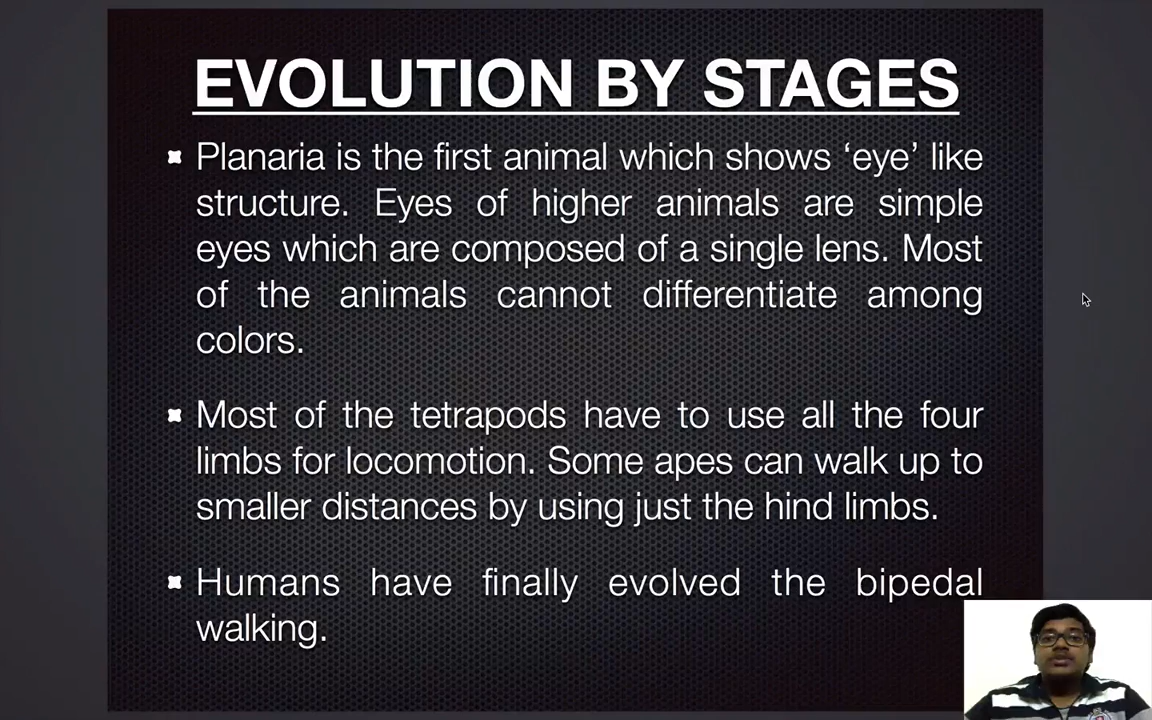 EVOLUTION BY STAGES
Planaria is the first animal which shows ‘eye’ like
structure. Eyes of higher animals are simple
eyes which are composed of a single lens. Most
of the animals cannot differentiate among
colors.
Most of the tetrapods have to use all the four
limbs for locomotion. Some apes can walk up to
smaller distances by using just the hind limbs.
Humans have finally evolved the bipedal
walking.